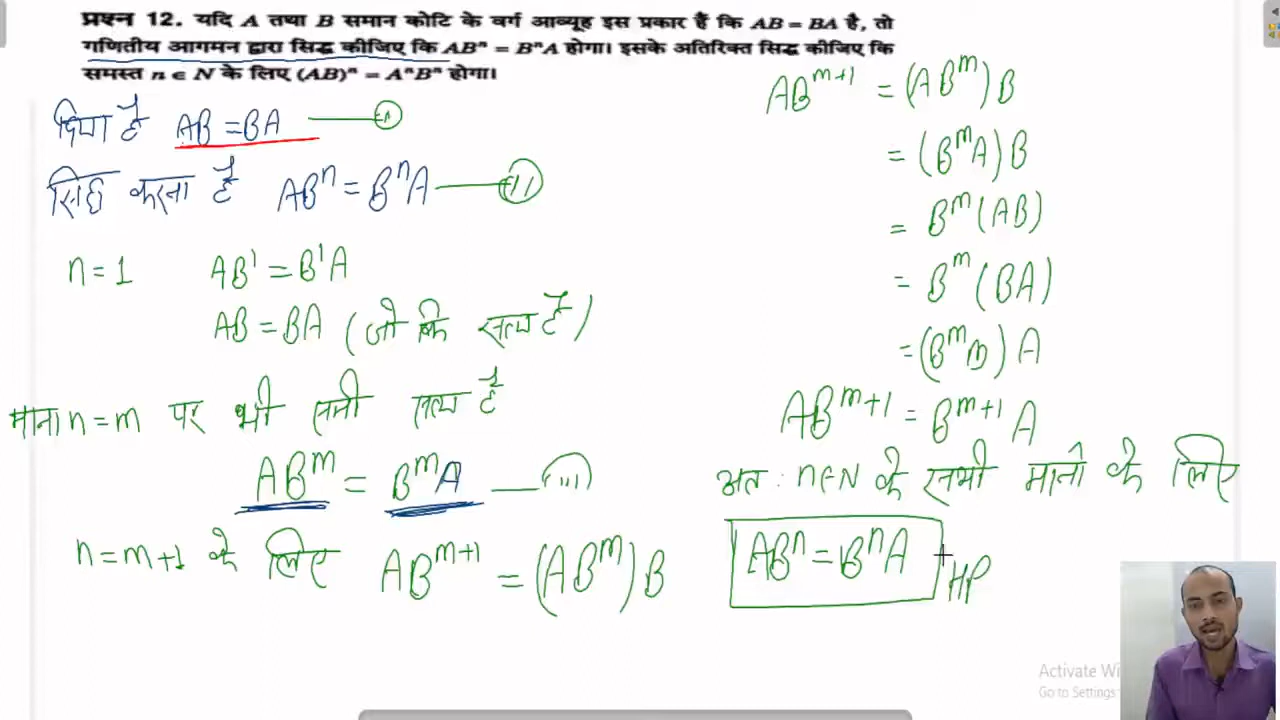 प्रश्न 12. यदि A तथा B समान कोटि के वर्ग आव्यूह इस प्रकार हैं कि AB = BA है, तो
गणितीय आगमन द्वारा सिद्ध कीजिए कि ABⁿ = BⁿA होगा। इसके अतिरिक्त सिद्ध कीजिए कि
समस्त n ∈ N के लिए (AB)ⁿ = AⁿBⁿ होगा।
दिया है AB = BA
सिद्ध करना है ABⁿ = BⁿA — (11)
n = 1 AB¹ = B¹A
AB = BA (जो कि सत्य है)
माना n = m पर भी सभी सत्य है
ABᵐ = BᵐA — (111)
n = m+1 के लिए ABᵐ⁺¹ = (ABᵐ)B
ABᵐ⁺¹ = (ABᵐ)B
= (BᵐA)B
= Bᵐ(AB)
= Bᵐ(BA)
= (BᵐB)A
ABᵐ⁺¹ = Bᵐ⁺¹A
अत: n∈N के सभी मानो के लिए
ABⁿ = BⁿA HP
Activate Wi
Go to Settings